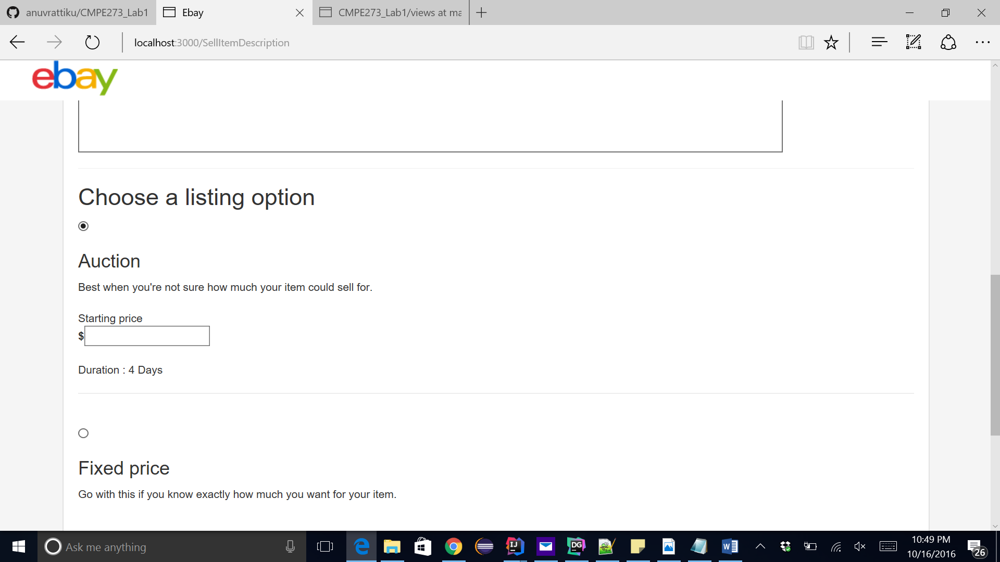 anuvrattiku/CMPE273_Lab1
Ebay
CMPE273_Lab1/views at ma
localhost:3000/SellItemDescription
ebay
Choose a listing option
Auction
Best when you're not sure how much your item could sell for.
Starting price
$
Duration : 4 Days
Fixed price
Go with this if you know exactly how much you want for your item.
Ask me anything
IJ
DG
W
10:49 PM
10/16/2016
26